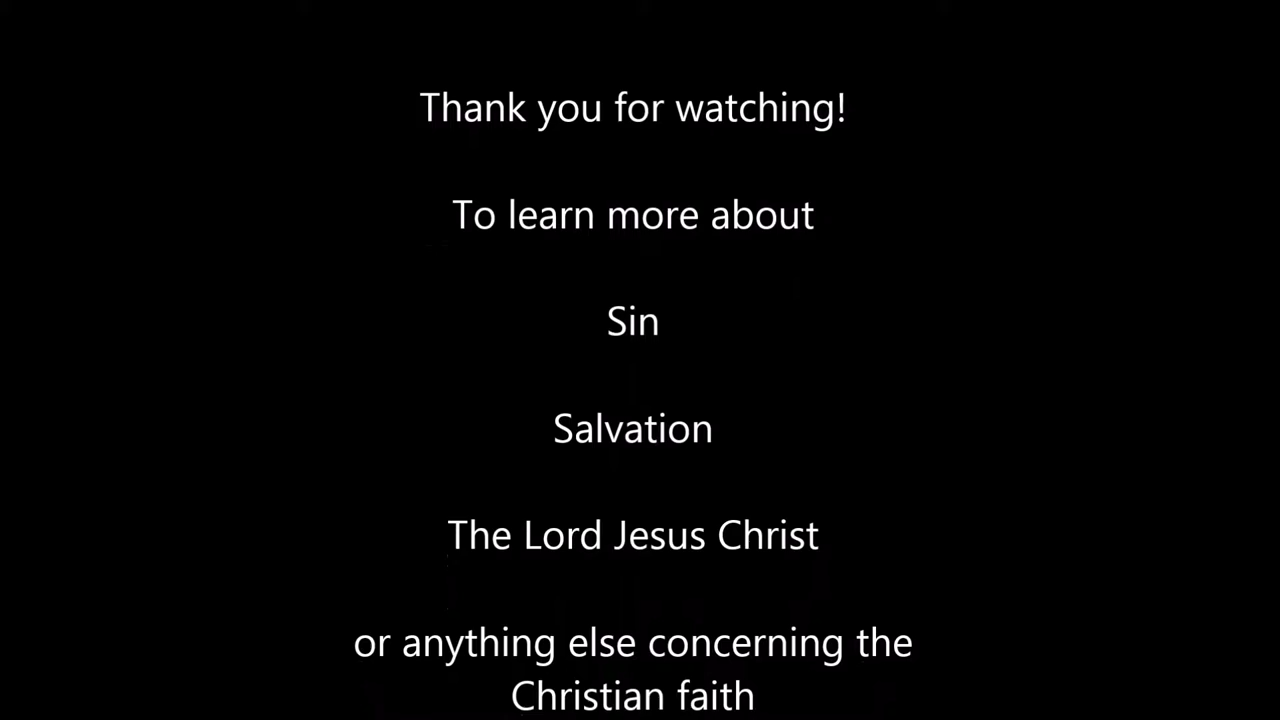 Thank you for watching!
To learn more about
Sin
Salvation
The Lord Jesus Christ
or anything else concerning the
Christian faith